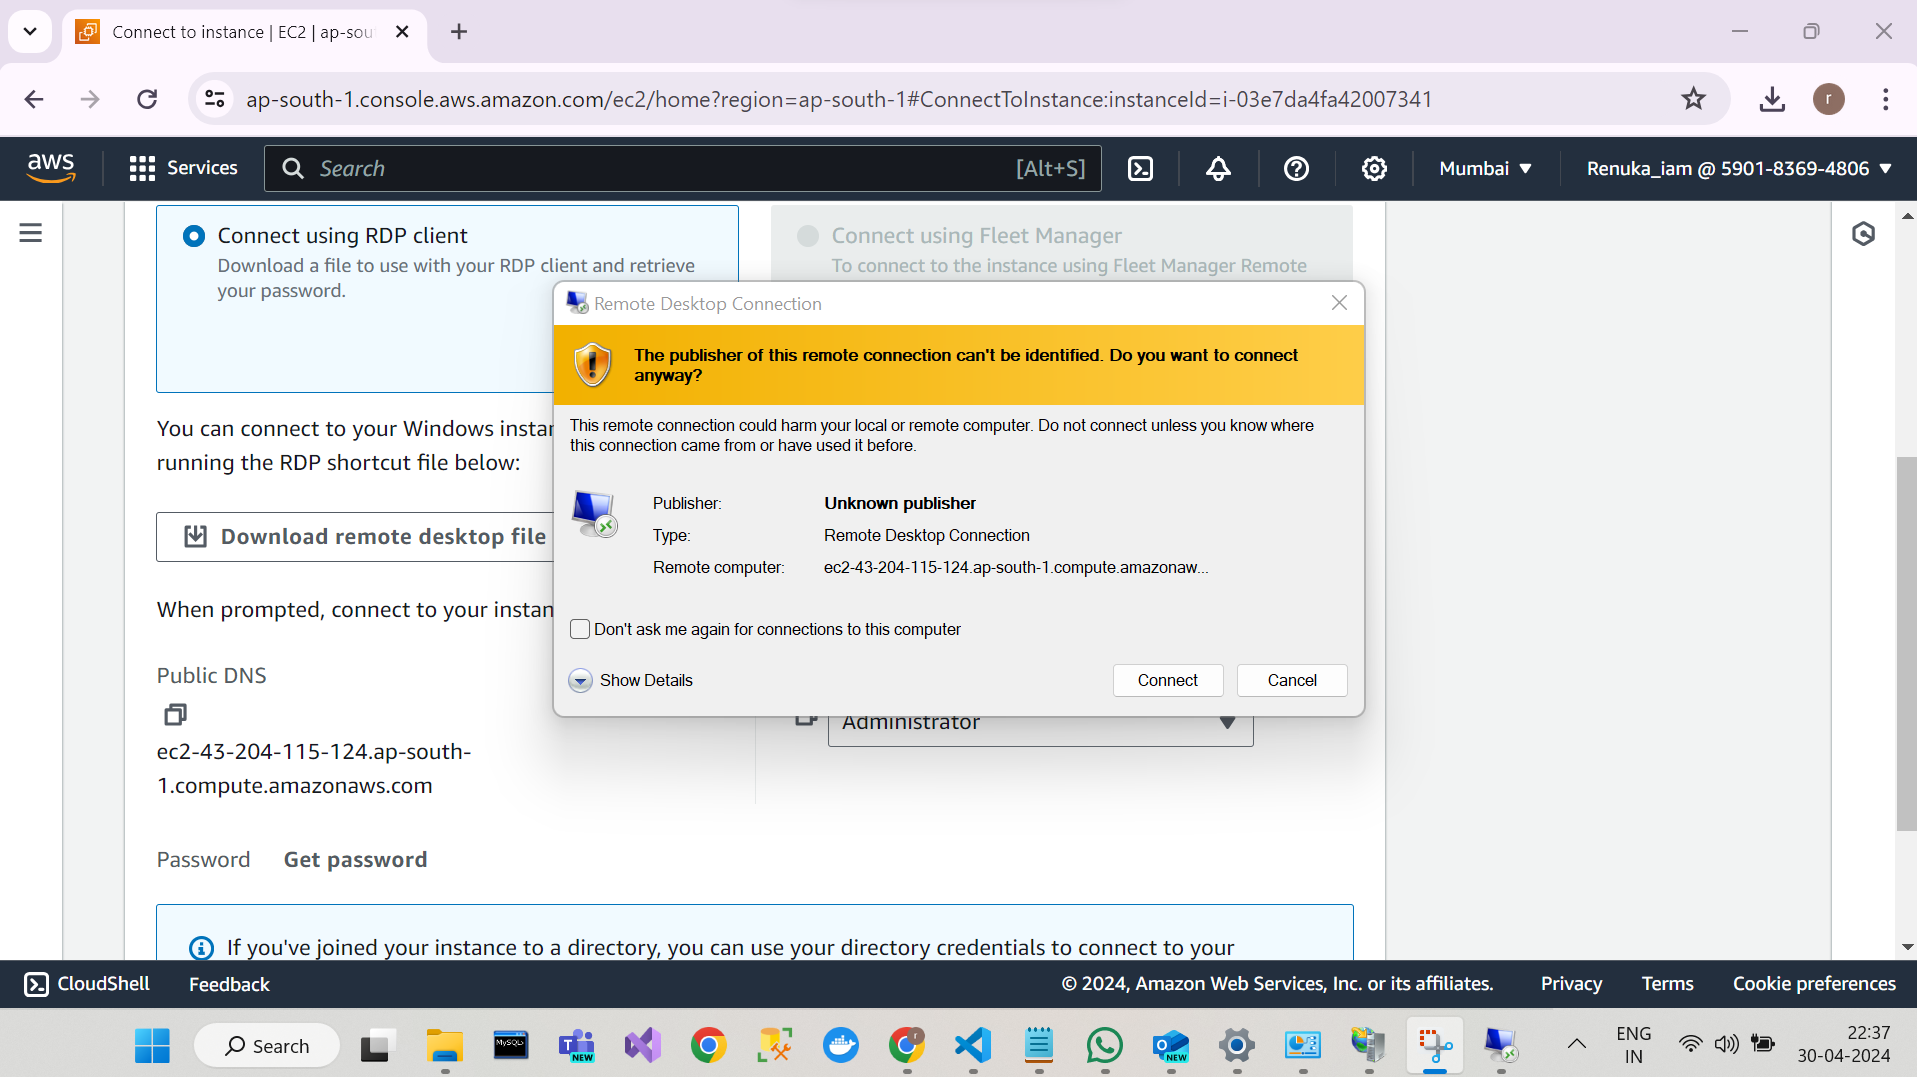 Connect to instance | EC2 | ap-sou
ap-south-1.console.aws.amazon.com/ec2/home?region=ap-south-1#ConnectToInstance:instanceId=i-03e7da4fa42007341
r
aws
Services
Search
[Alt+S]
Mumbai
Renuka_iam @ 5901-8369-4806
Connect using RDP client
Download a file to use with your RDP client and retrieve
your password.
Connect using Fleet Manager
To connect to the instance using Fleet Manager Remote
You can connect to your Windows instan
running the RDP shortcut file below:
Download remote desktop file
When prompted, connect to your instan
Public DNS
ec2-43-204-115-124.ap-south-
1.compute.amazonaws.com
Administrator
Password
Get password
If you've joined your instance to a directory, you can use your directory credentials to connect to your
Remote Desktop Connection
The publisher of this remote connection can't be identified. Do you want to connect
anyway?
This remote connection could harm your local or remote computer. Do not connect unless you know where
this connection came from or have used it before.
Publisher:
Unknown publisher
Type:
Remote Desktop Connection
Remote computer:
ec2-43-204-115-124.ap-south-1.compute.amazonaw...
Don't ask me again for connections to this computer
Show Details
Connect
Cancel
CloudShell
Feedback
© 2024, Amazon Web Services, Inc. or its affiliates.
Privacy
Terms
Cookie preferences
Search
MySQL>
NEW
r
NEW
ENG
IN
22:37
30-04-2024